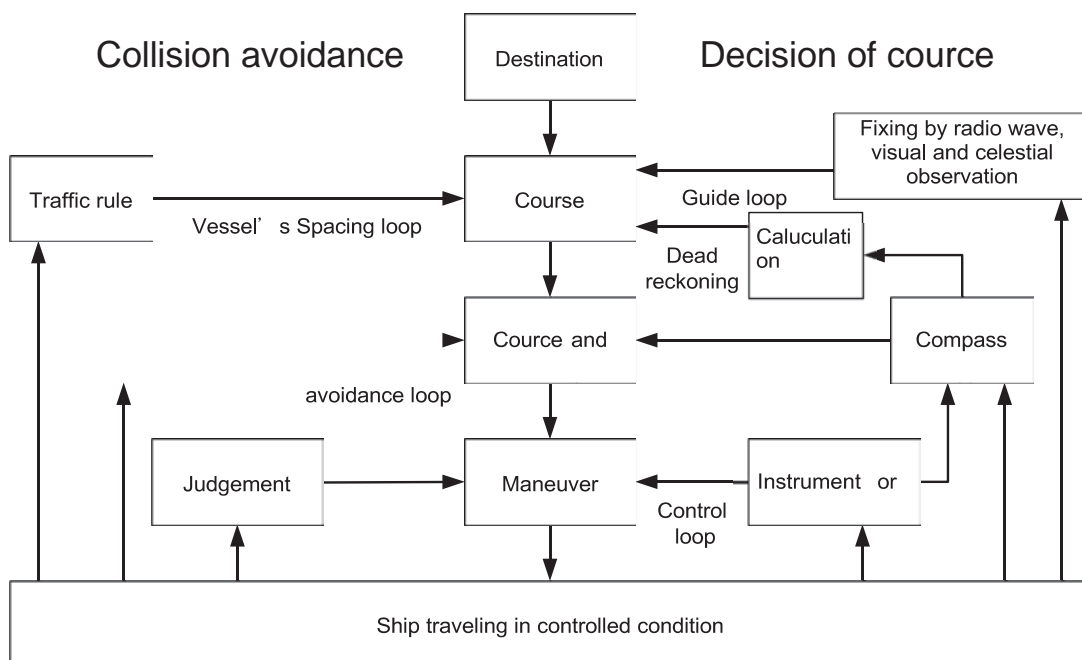 Collision avoidance
Destination
Decision of cource
Fixing by radio wave,
visual and celestial
observation
Traffic rule
Course
Vessel’ s Spacing loop
Guide loop
Caluculati
on
Dead
reckoning
Cource and
Compass
avoidance loop
Judgement
Maneuver
Instrument or
Control
loop
Ship traveling in controlled condition